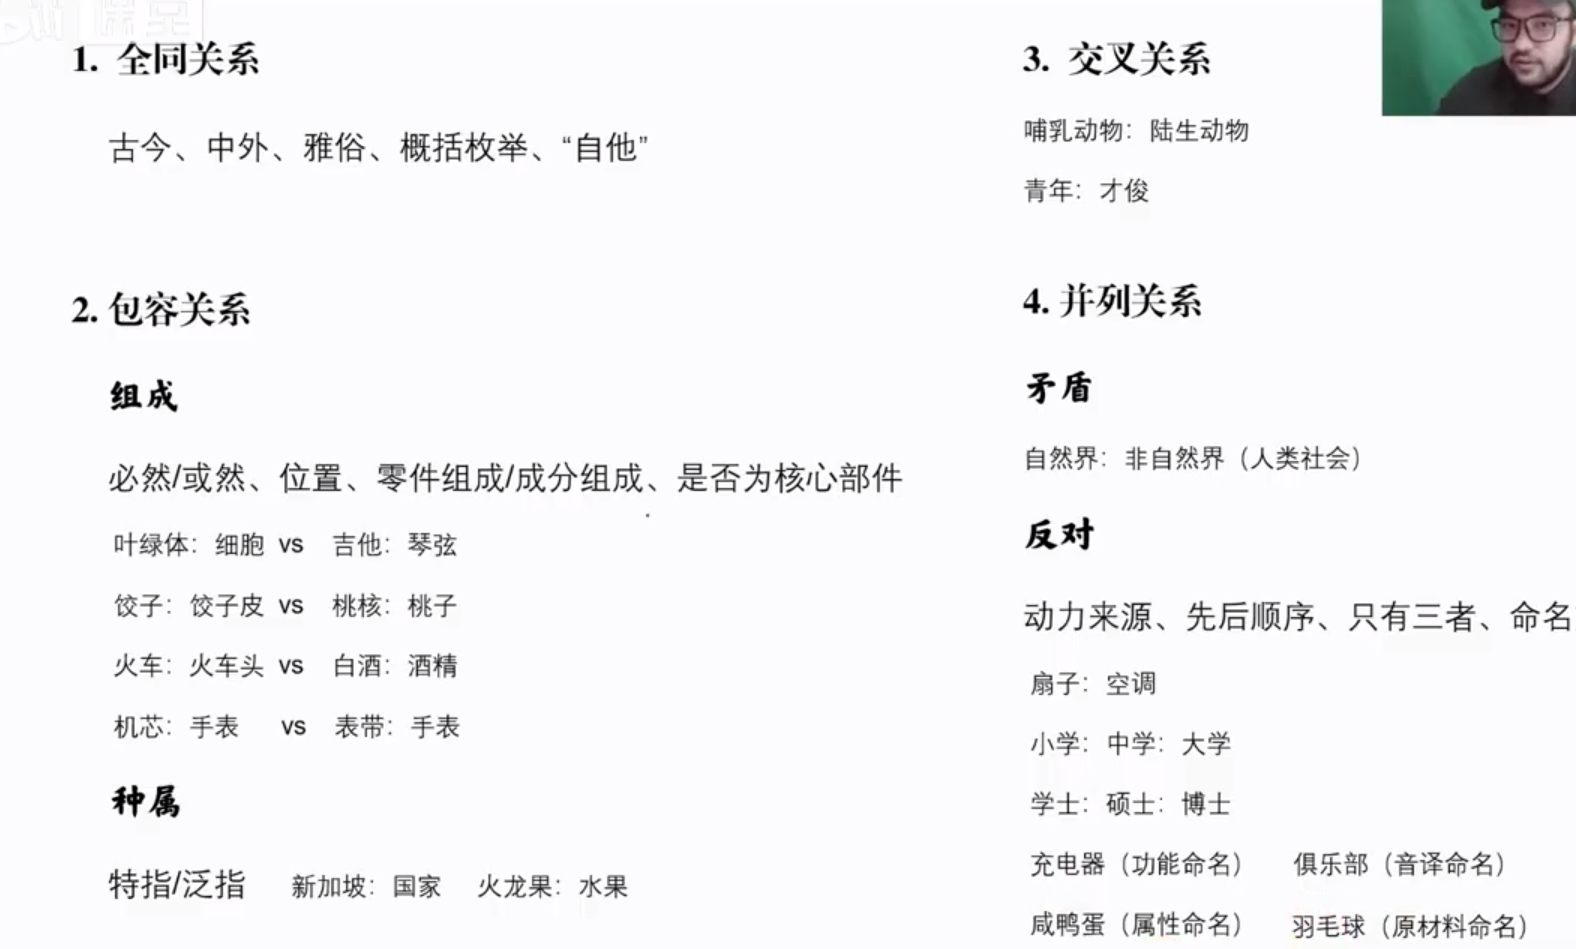 课堂
1. 全同关系
古今、中外、雅俗、概括枚举、“自他”
2. 包容关系
组成
必然/或然、位置、零件组成/成分组成、是否为核心部件
叶绿体：细胞 vs 吉他：琴弦
饺子：饺子皮 vs 桃核：桃子
火车：火车头 vs 白酒：酒精
机芯：手表 vs 表带：手表
种属
特指/泛指 新加坡：国家 火龙果：水果
3. 交叉关系
哺乳动物：陆生动物
青年：才俊
4. 并列关系
矛盾
自然界：非自然界（人类社会）
反对
动力来源、先后顺序、只有三者、命名
扇子：空调
小学：中学：大学
学士：硕士：博士
充电器（功能命名） 俱乐部（音译命名）
咸鸭蛋（属性命名） 羽毛球（原材料命名）